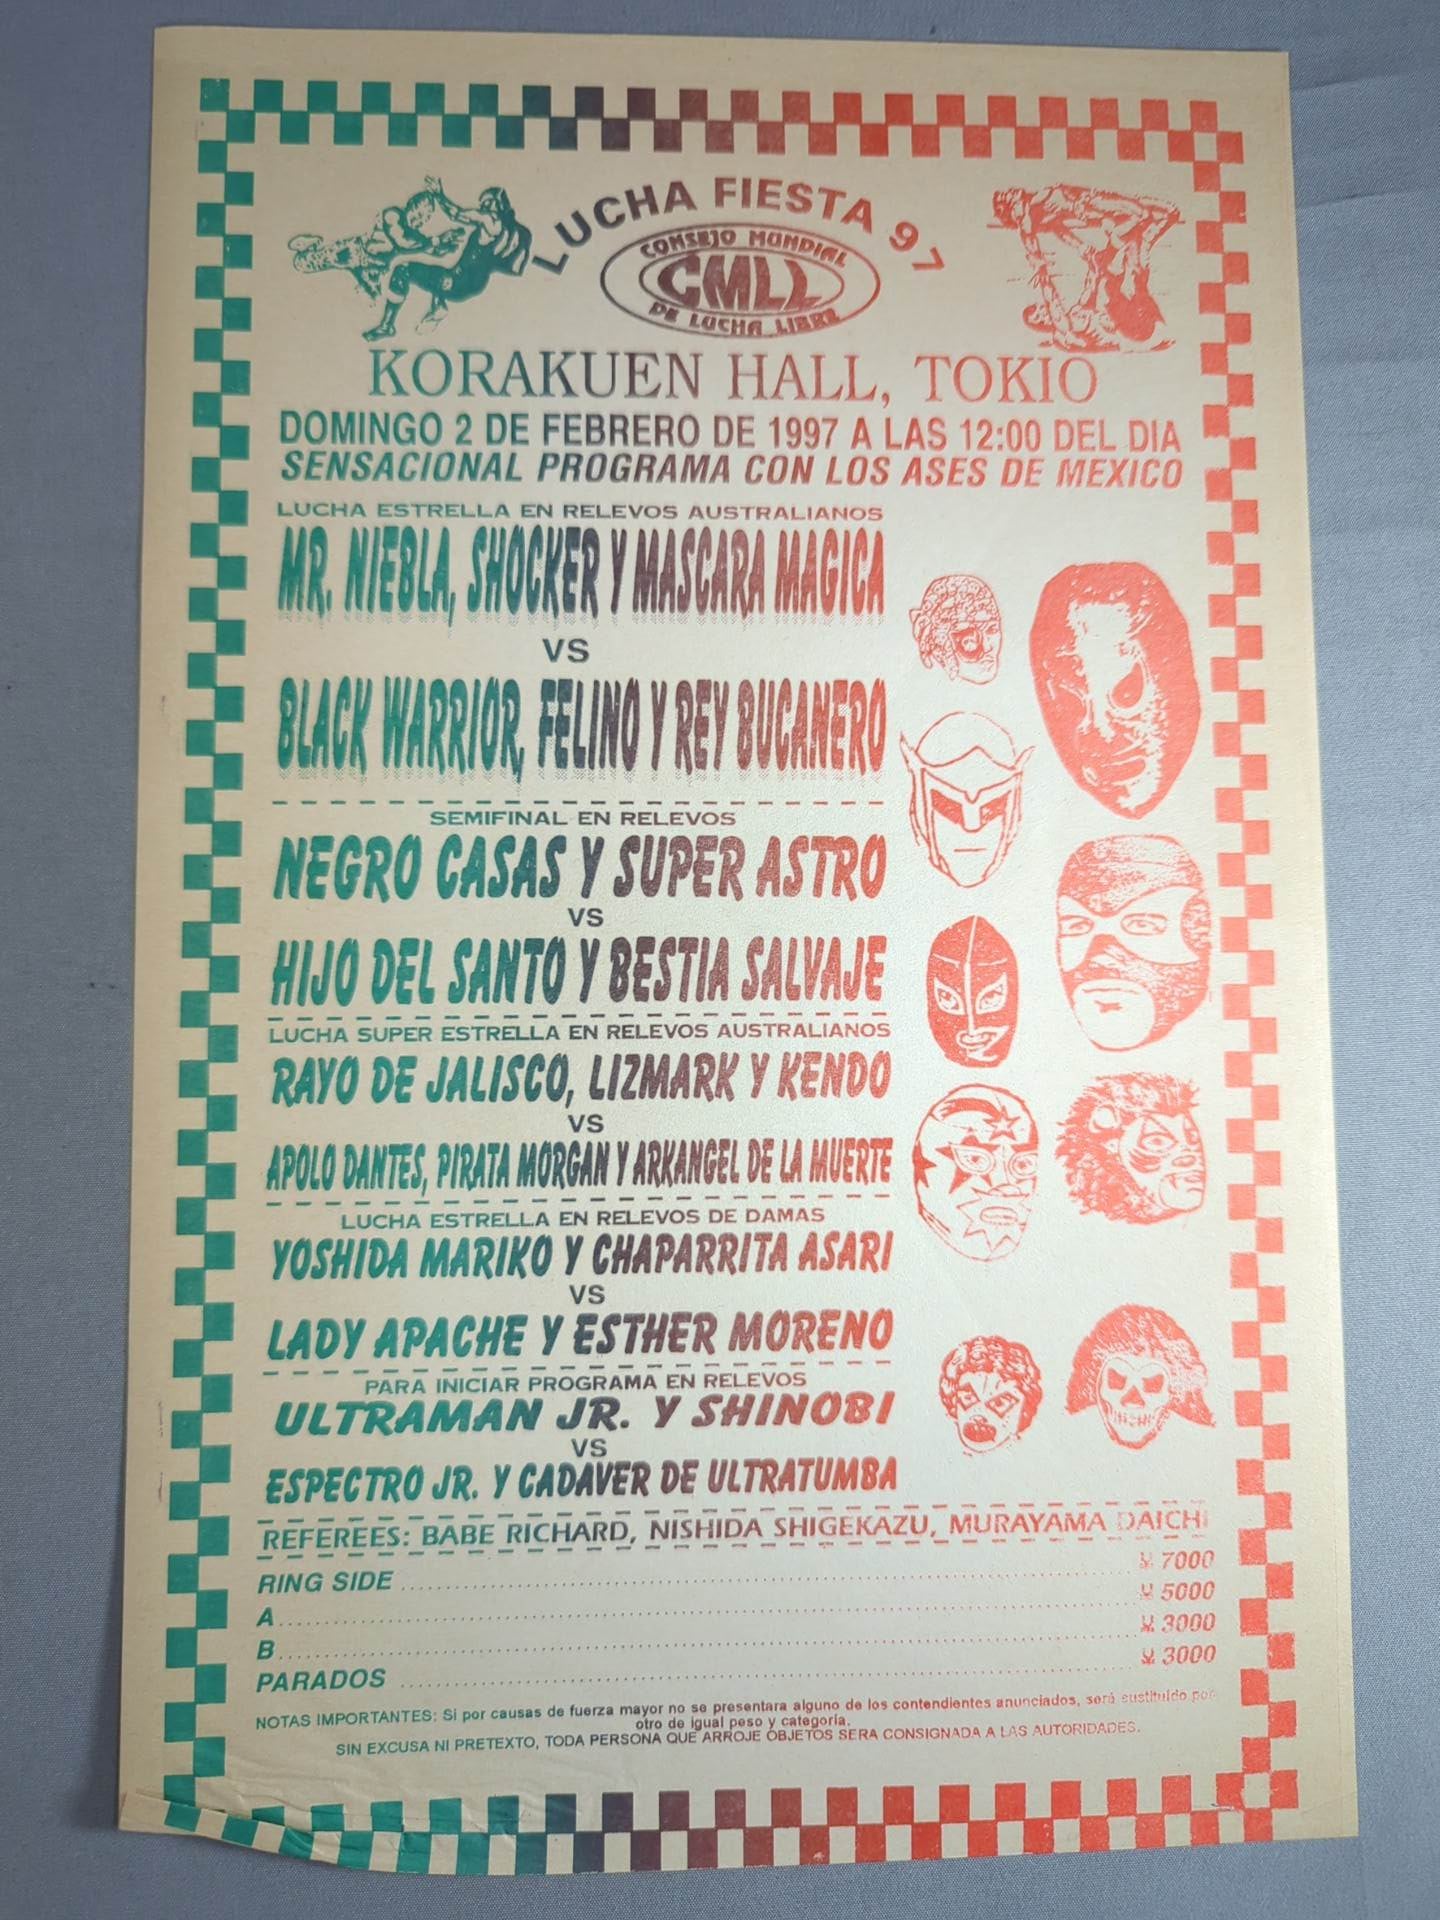 LUCHA FIESTA 97
CONSEJO MUNDIAL
CMLL
DE LUCHA LIBRE
KORAKUEN HALL, TOKIO
DOMINGO 2 DE FEBRERO DE 1997 A LAS 12:00 DEL DIA
SENSACIONAL PROGRAMA CON LOS ASES DE MEXICO
LUCHA ESTRELLA EN RELEVOS AUSTRALIANOS
MR. NIEBLA, SHOCKER Y MASCARA MAGICA
VS
BLACK WARRIOR, FELINO Y REY BUCANERO
SEMIFINAL EN RELEVOS
NEGRO CASAS Y SUPER ASTRO
VS
HIJO DEL SANTO Y BESTIA SALVAJE
LUCHA SUPER ESTRELLA EN RELEVOS AUSTRALIANOS
RAYO DE JALISCO, LIZMARK Y KENDO
VS
APOLO DANTES, PIRATA MORGAN Y ARKANGEL DE LA MUERTE
LUCHA ESTRELLA EN RELEVOS DE DAMAS
YOSHIDA MARIKO Y CHAPARRITA ASARI
VS
LADY APACHE Y ESTHER MORENO
PARA INICIAR PROGRAMA EN RELEVOS
ULTRAMAN JR. Y SHINOBI
VS
ESPECTRO JR. Y CADAVER DE ULTRATUMBA
REFEREES: BABE RICHARD, NISHIDA SHIGEKAZU, MURAYAMA DAICHI
RING SIDE ........ ¥ 7000
A ........ ¥ 5000
B ........ ¥ 3000
PARADOS ........ ¥ 3000
NOTAS IMPORTANTES: Si por causas de fuerza mayor no se presentara alguno de los contendientes anunciados, será sustituido por
otro de igual peso y categoría.
SIN EXCUSA NI PRETEXTO, TODA PERSONA QUE ARROJE OBJETOS SERA CONSIGNADA A LAS AUTORIDADES.